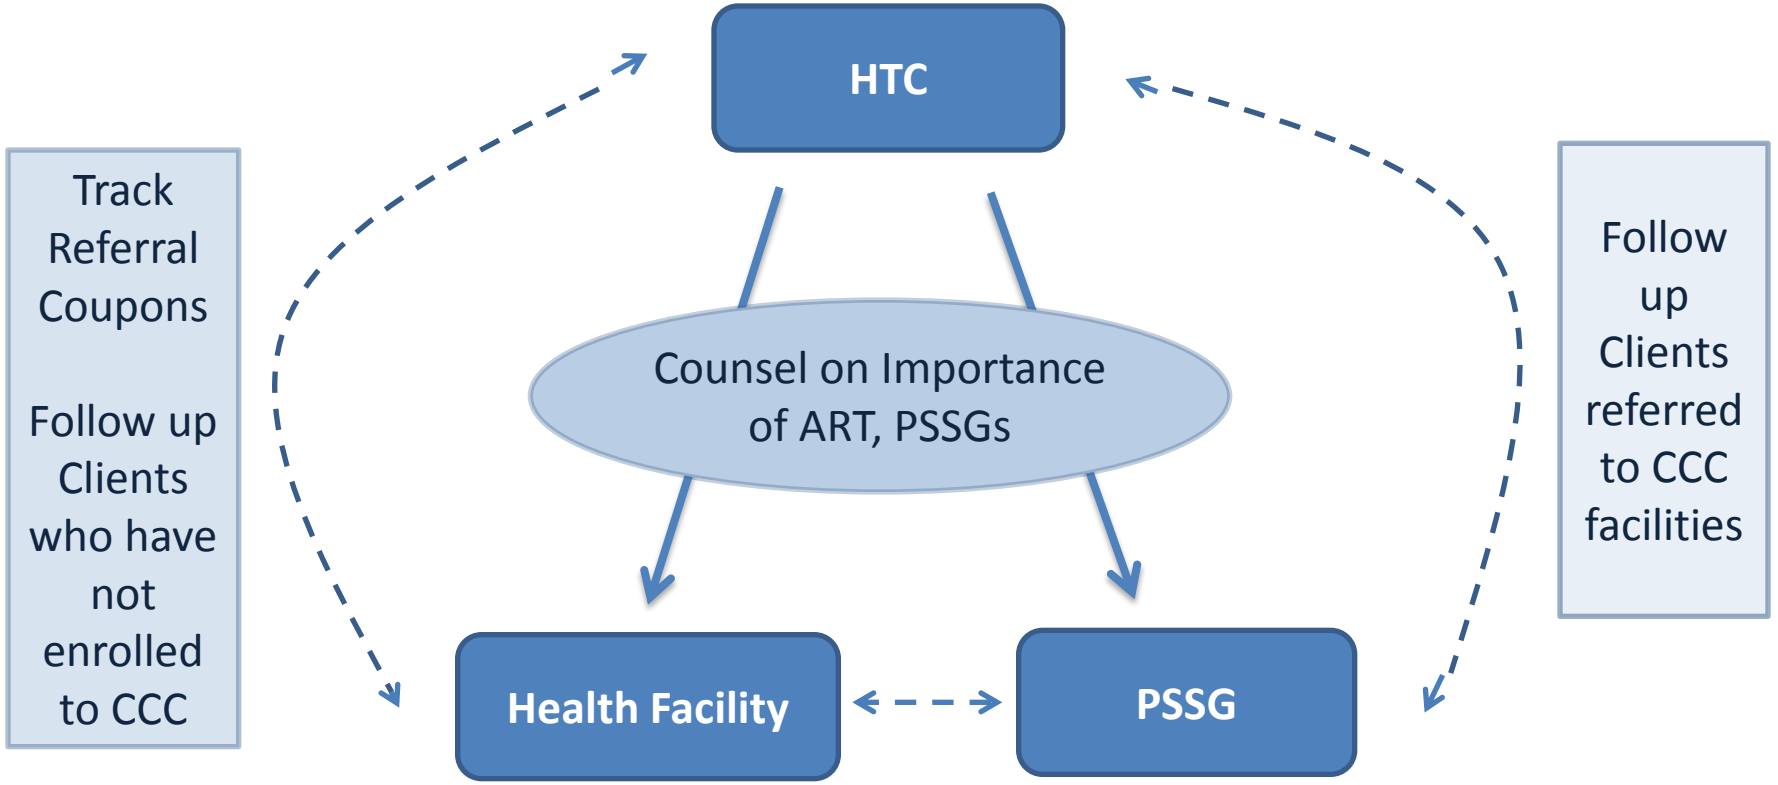 HTC
Track
Referral
Coupons
Follow up
Clients
who have
not
enrolled
to CCC
Counsel on Importance
of ART, PSSGs
Follow
up
Clients
referred
to CCC
facilities
Health Facility
PSSG